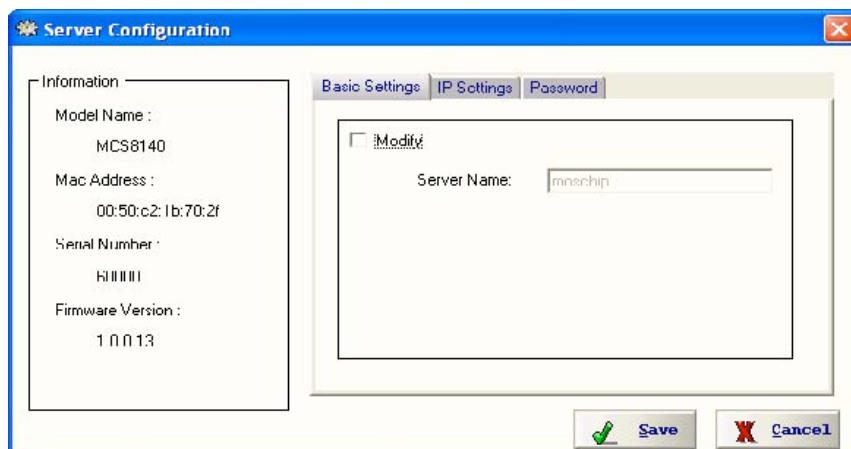 Server Configuration
Information
Model Name :
MCS8140
Mac Address :
00:50:c2:1b:70:2f
Serial Number :
Firmware Version :
1.0.0.13
Basic Settings
IP Settings
Password
Modify
Server Name:
moschip
Save
Cancel